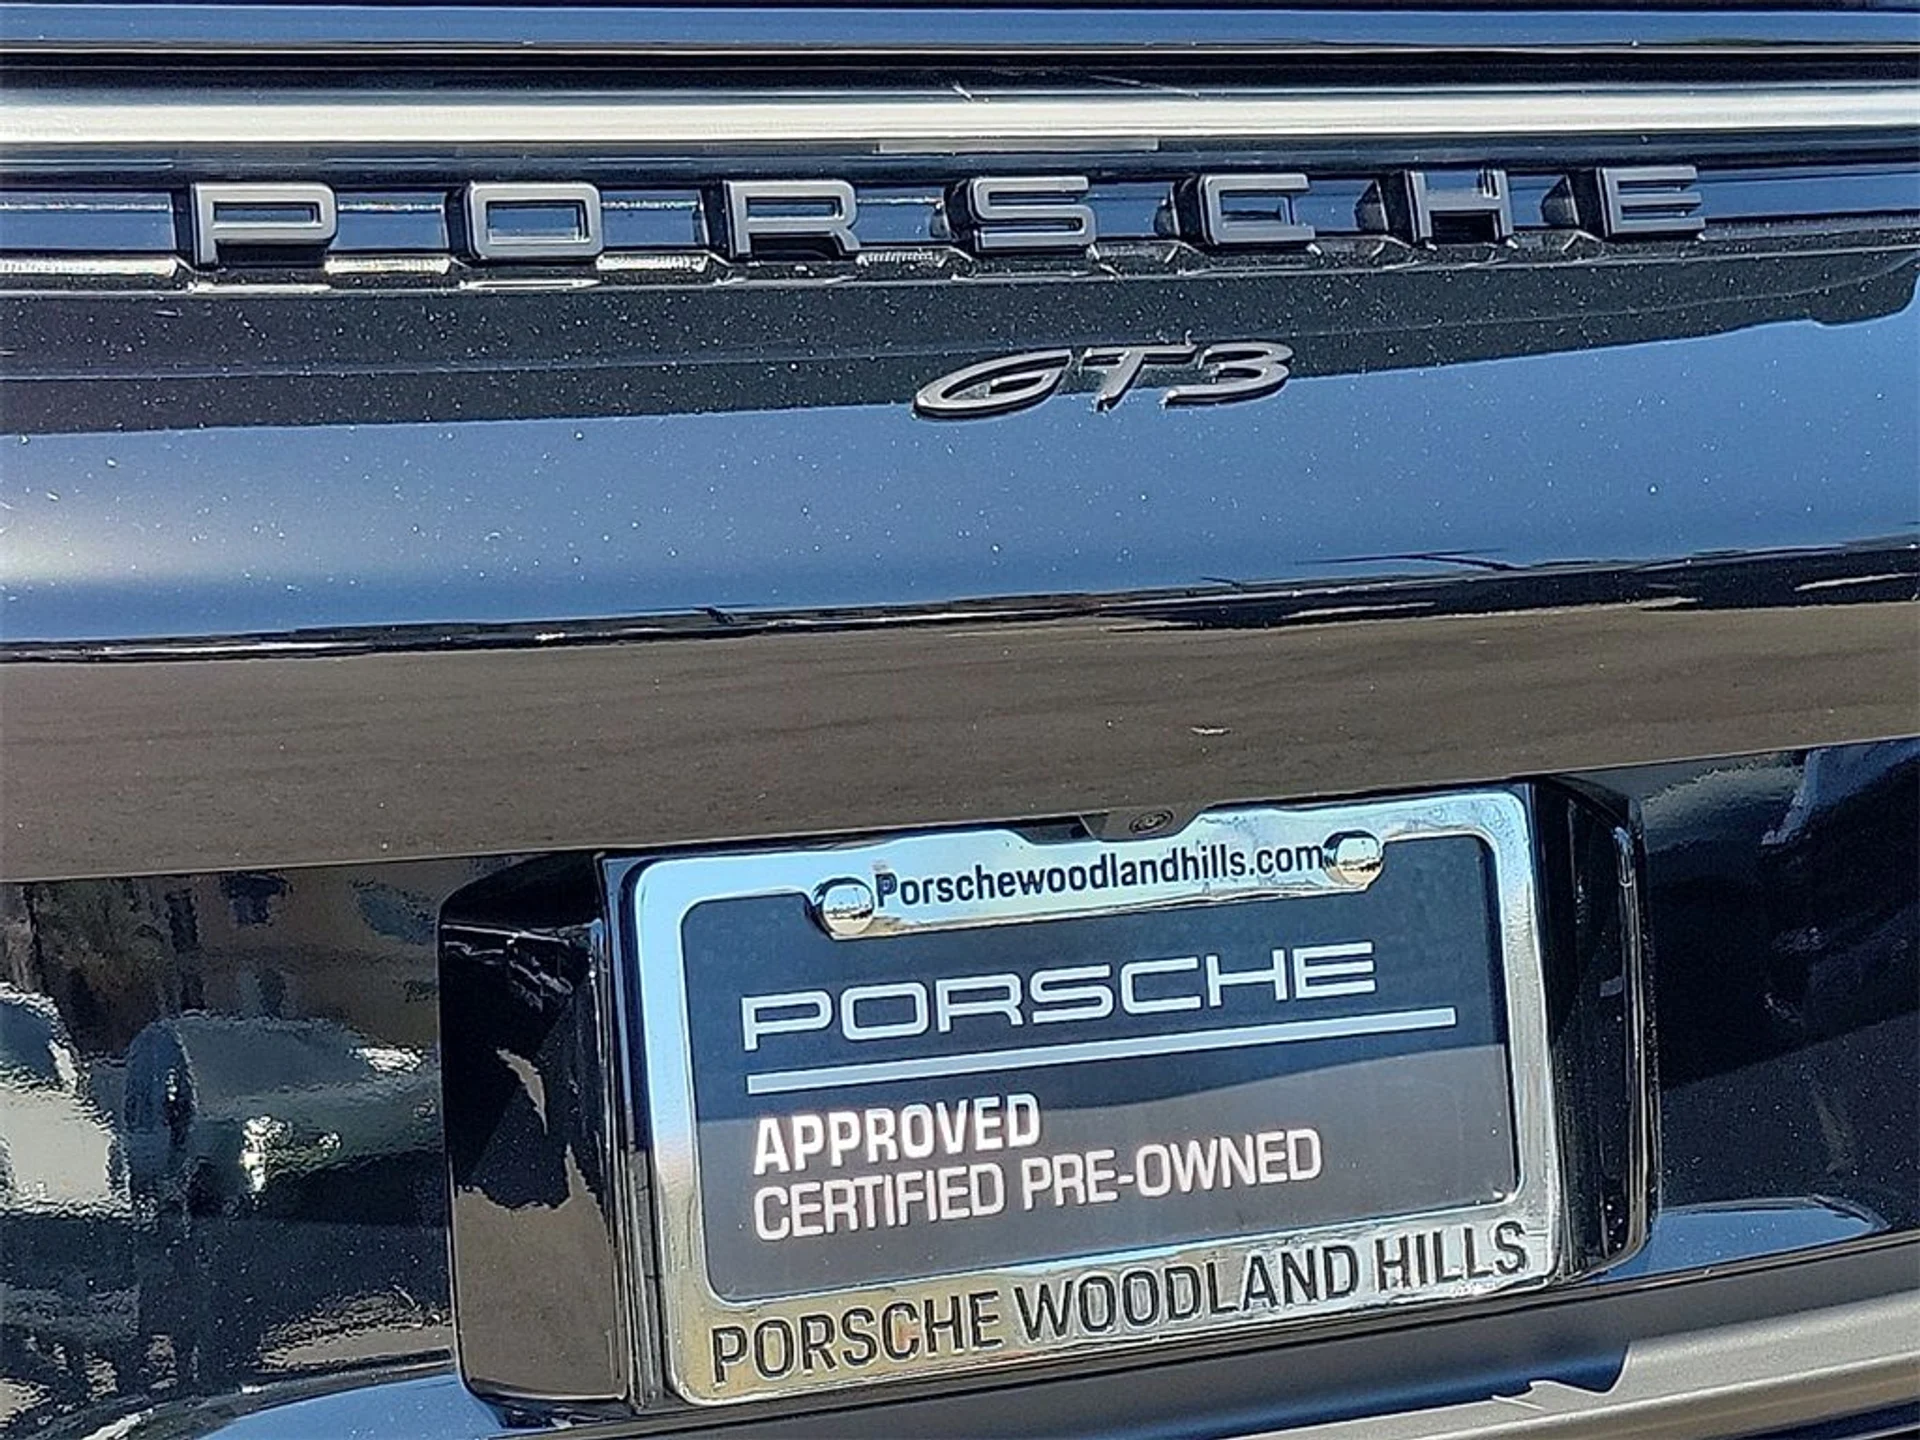 PORSCHE
GT3
Porschewoodlandhills.com
PORSCHE
APPROVED
CERTIFIED PRE-OWNED
PORSCHE WOODLAND HILLS